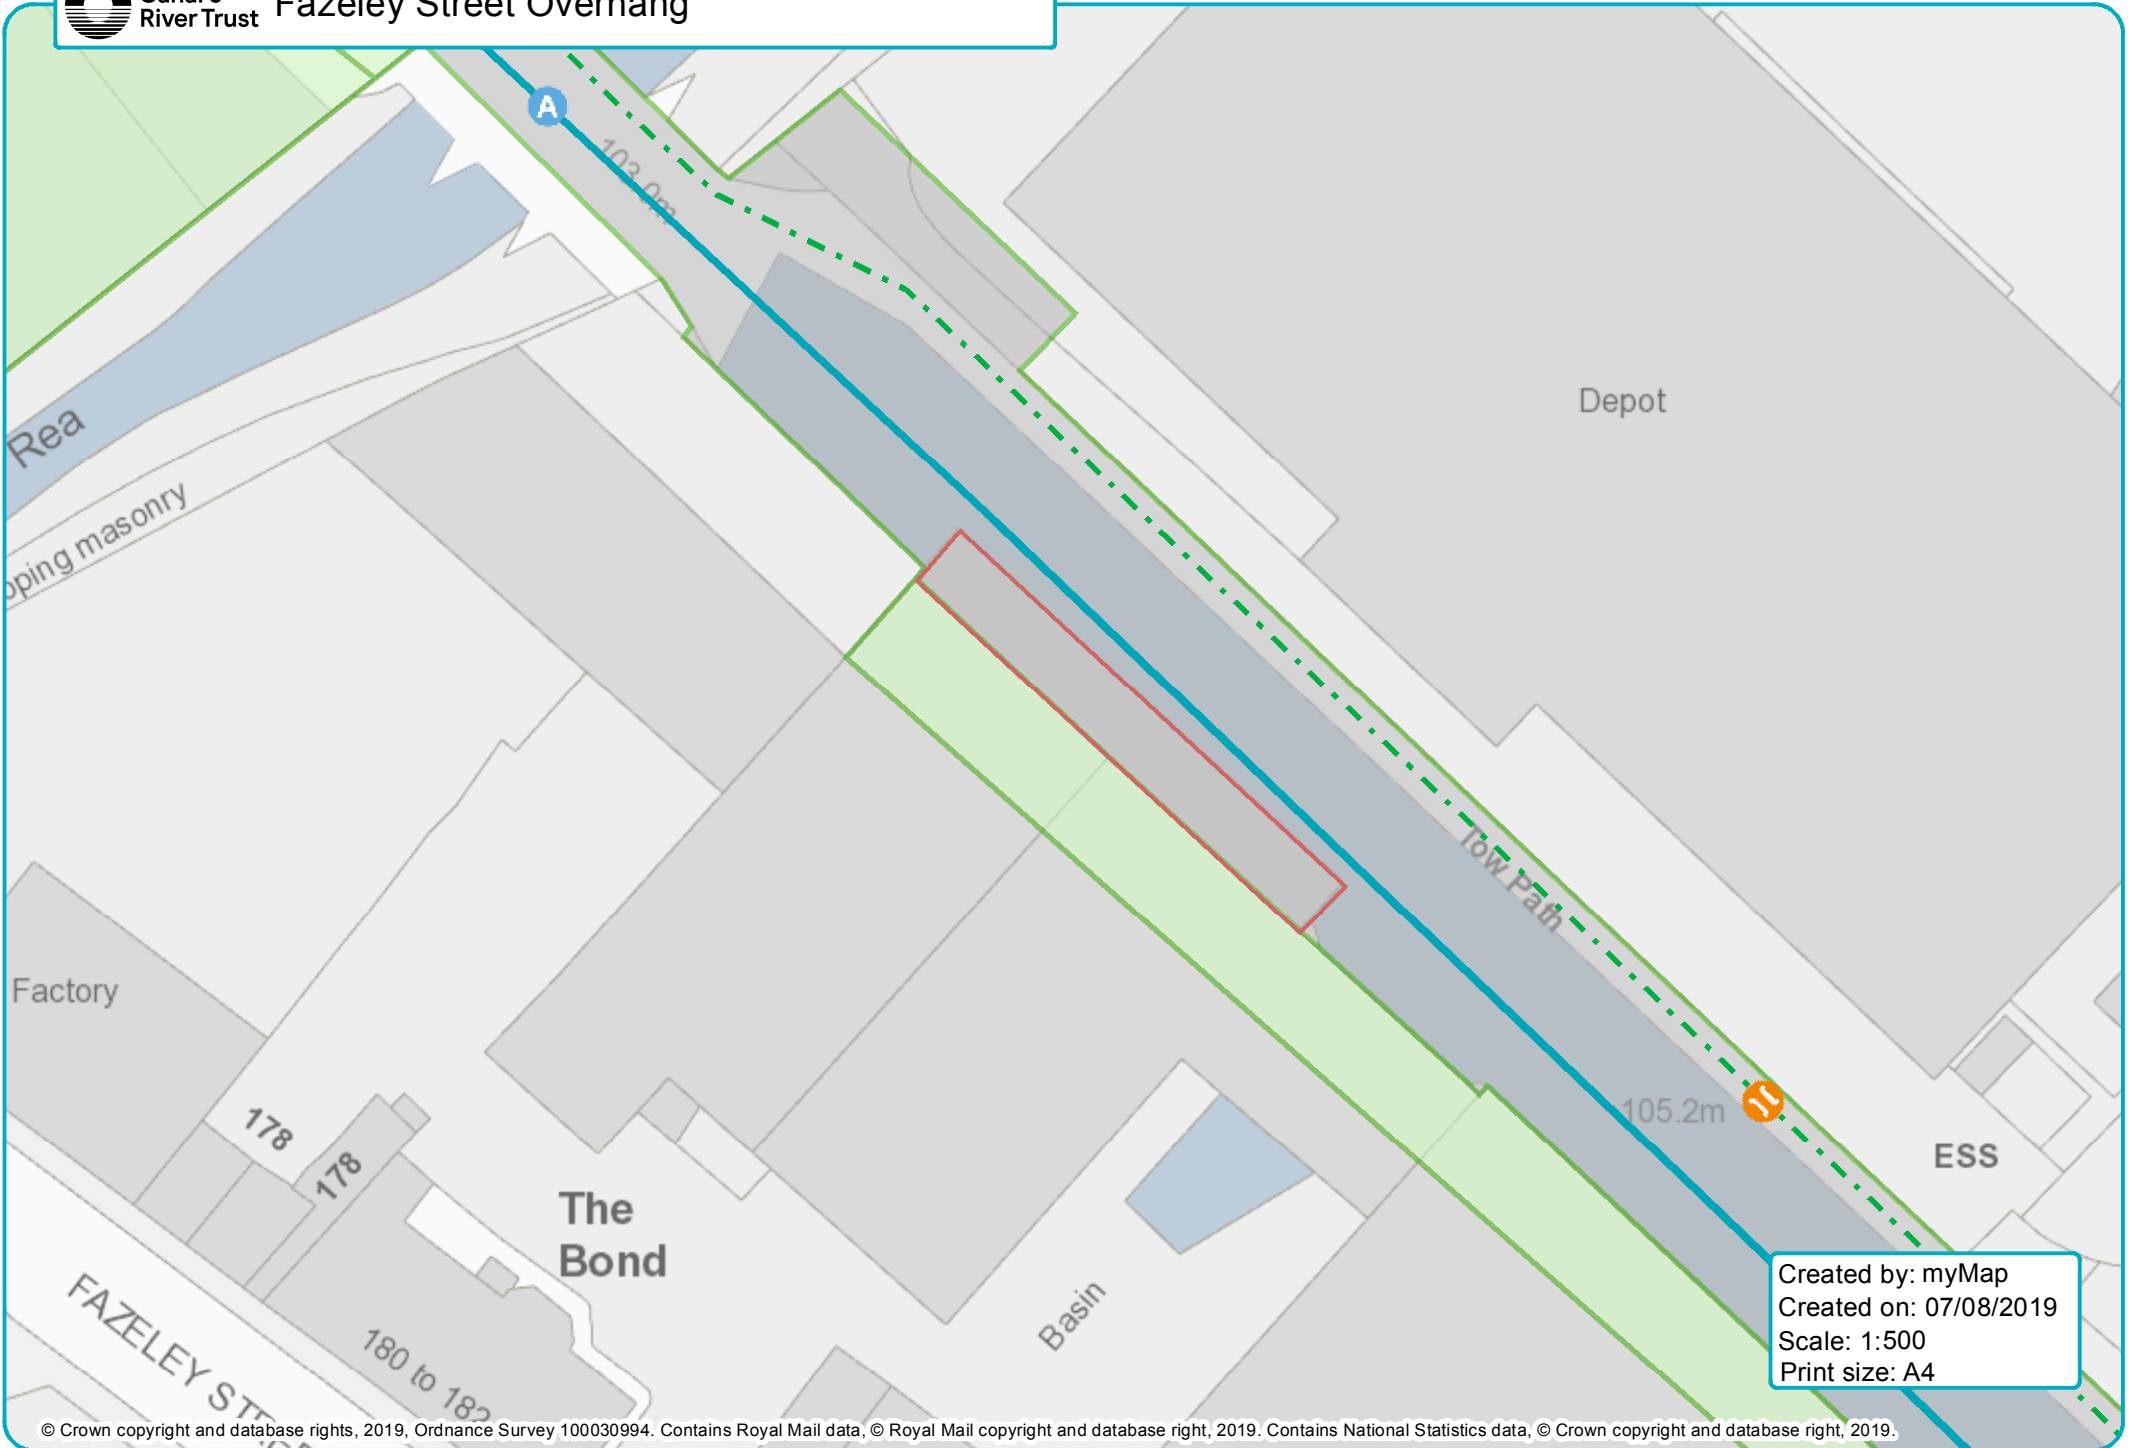 River Trust
Fazeley Street Overhang
A
103.0m
Rea
oping masonry
Depot
Tow Path
Factory
178
178
The
Bond
Basin
105.2m
ESS
FAZELEY
180 to 182
Created by: myMap
Created on: 07/08/2019
Scale: 1:500
Print size: A4
© Crown copyright and database rights, 2019, Ordnance Survey 100030994. Contains Royal Mail data, © Royal Mail copyright and database right, 2019. Contains National Statistics data, © Crown copyright and database right, 2019.